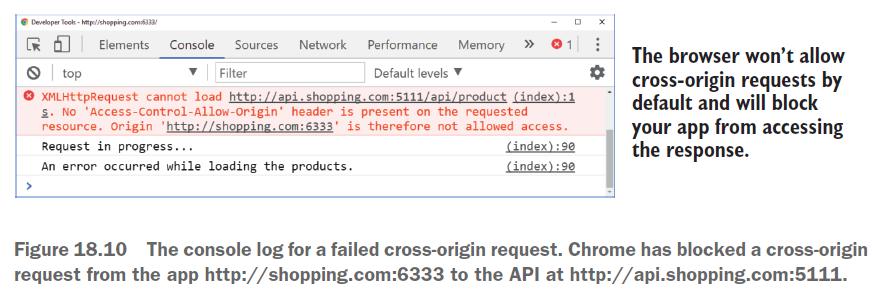 Developer Tools - http://shopping.com:6333/
Elements Console Sources Network Performance Memory » 1
top ▼ Filter Default levels ▼
XMLHttpRequest cannot load http://api.shopping.com:5111/api/product (index):1
s. No 'Access-Control-Allow-Origin' header is present on the requested
resource. Origin 'http://shopping.com:6333' is therefore not allowed access.
Request in progress... (index):90
An error occurred while loading the products. (index):90
>
The browser won’t allow
cross-origin requests by
default and will block
your app from accessing
the response.
Figure 18.10 The console log for a failed cross-origin request. Chrome has blocked a cross-origin
request from the app http://shopping.com:6333 to the API at http://api.shopping.com:5111.